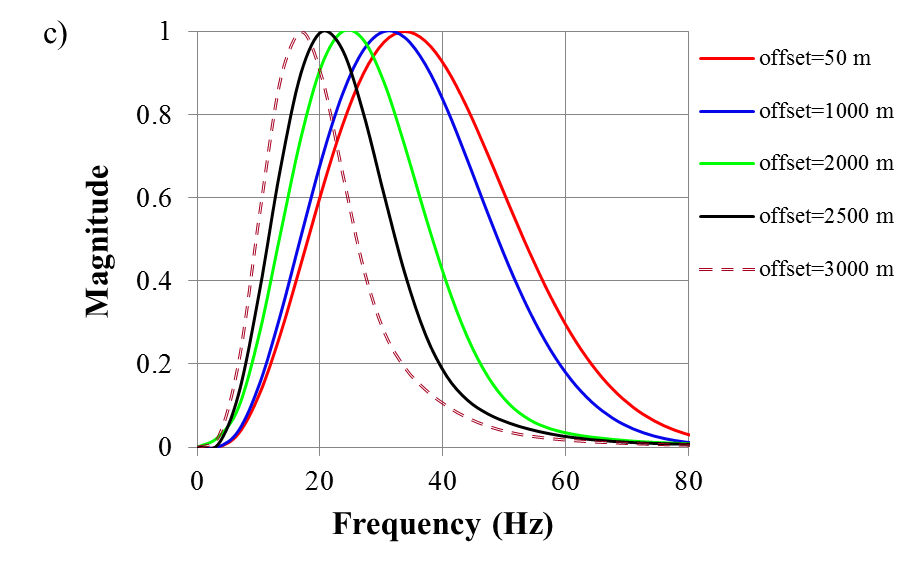 c)
1
0.8
0.6
0.4
0.2
0
Magnitude
0 20 40 60 80
Frequency (Hz)
offset=50 m
offset=1000 m
offset=2000 m
offset=2500 m
offset=3000 m